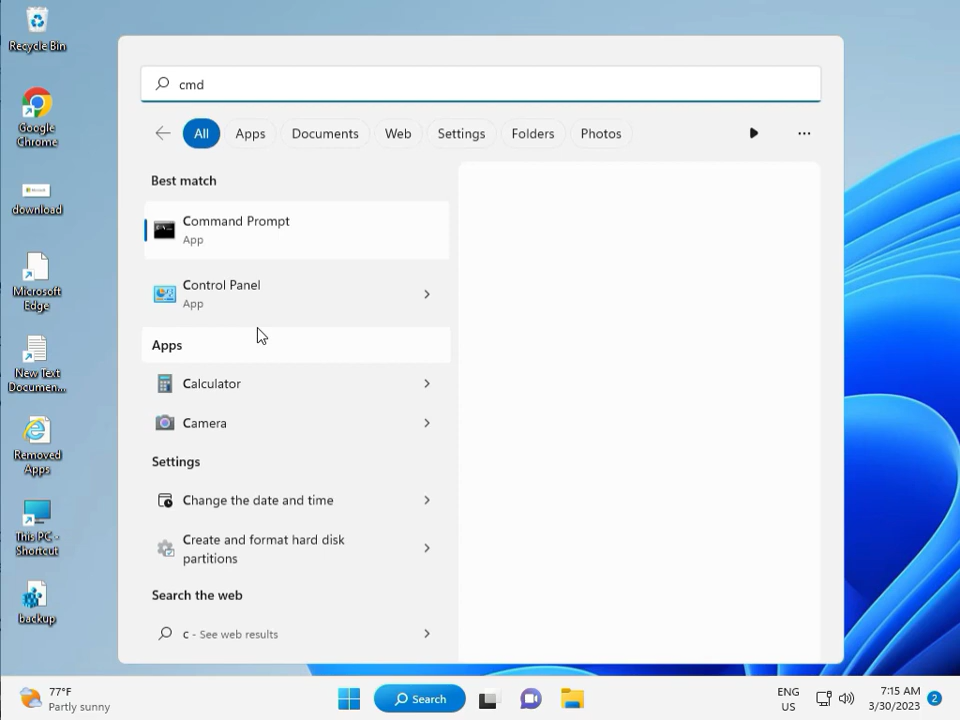 Recycle Bin
Google
Chrome
download
Microsoft
Edge
New Text
Documen...
Removed
Apps
This PC -
Shortcut
backup
cmd
All
Apps
Documents
Web
Settings
Folders
Photos
Best match
Command Prompt
App
Control Panel
App
Apps
Calculator
Camera
Settings
Change the date and time
Create and format hard disk
partitions
Search the web
c - See web results
77°F
Partly sunny
Search
ENG
US
7:15 AM
3/30/2023
2